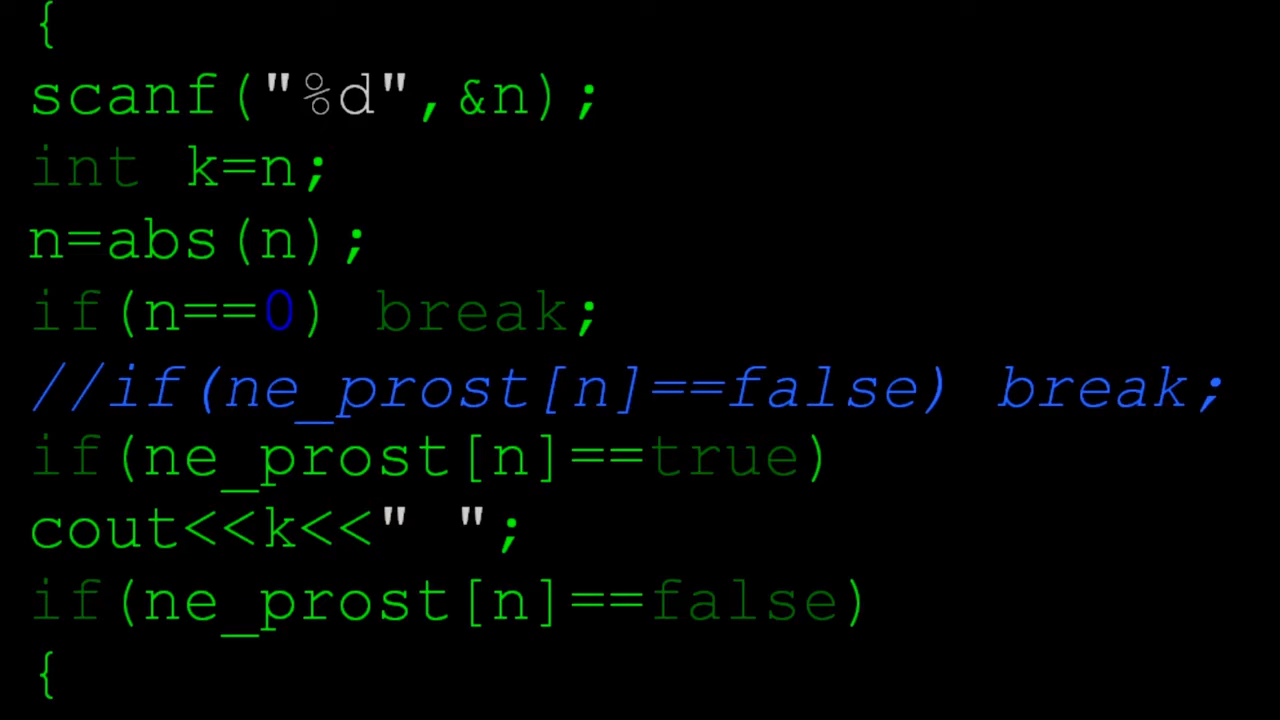 {
scanf("%d",&n);
int k=n;
n=abs(n);
if(n==0) break;
//if(ne_prost[n]==false) break;
if(ne_prost[n]==true)
cout<<k<<" ";
if(ne_prost[n]==false)
{